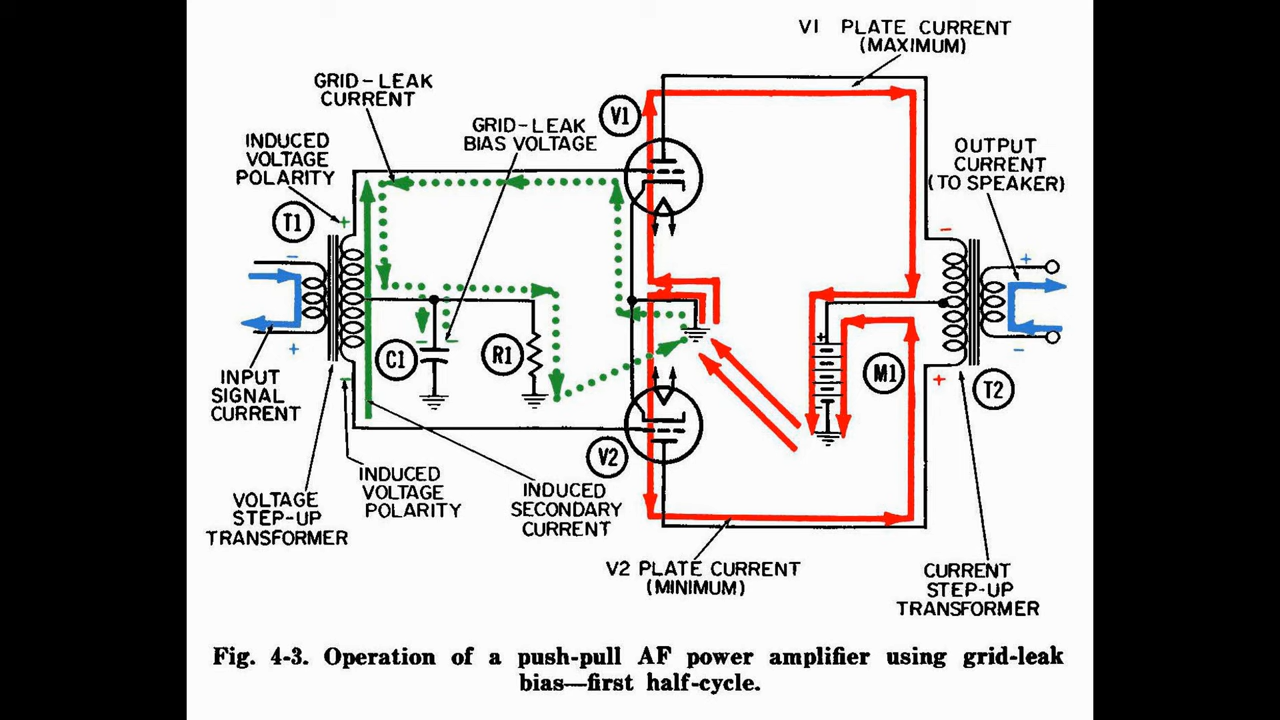 V1 PLATE CURRENT
(MAXIMUM)
GRID-LEAK
CURRENT
V1
GRID-LEAK
BIAS VOLTAGE
INDUCED
VOLTAGE
POLARITY
OUTPUT
CURRENT
(TO SPEAKER)
T1
+
-
-
+
+
-
+
-
-
-
-
+
C1
R1
M1
T2
INPUT
SIGNAL
CURRENT
V2
INDUCED
VOLTAGE
POLARITY
INDUCED
SECONDARY
CURRENT
VOLTAGE
STEP-UP
TRANSFORMER
V2 PLATE CURRENT
(MINIMUM)
CURRENT
STEP-UP
TRANSFORMER
Fig. 4-3. Operation of a push-pull AF power amplifier using grid-leak
bias—first half-cycle.